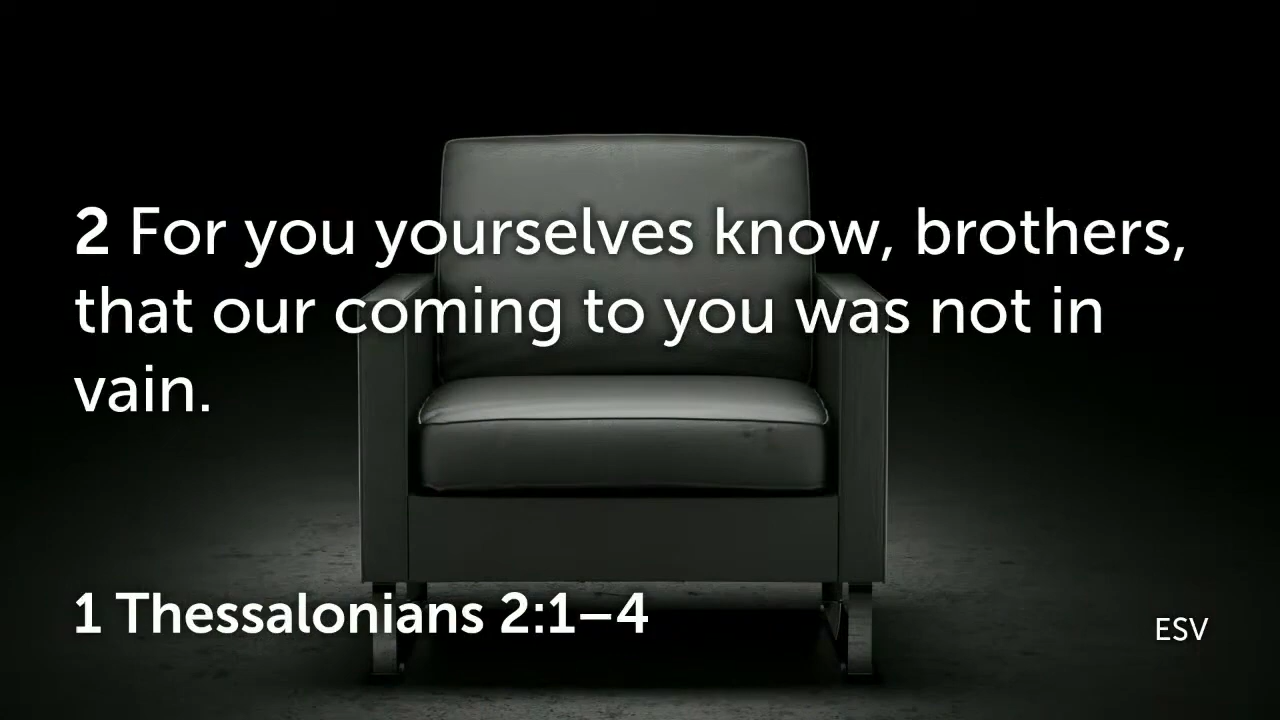 2 For you yourselves know, brothers,
that our coming to you was not in
vain.
1 Thessalonians 2:1–4
ESV